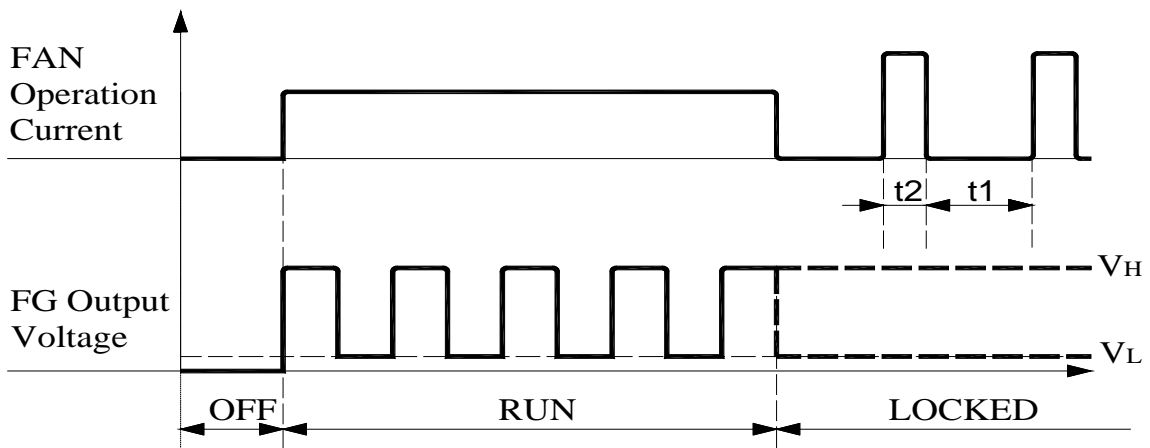 FAN
Operation
Current
t2 t1
VH
FG Output
Voltage
VL
OFF RUN LOCKED